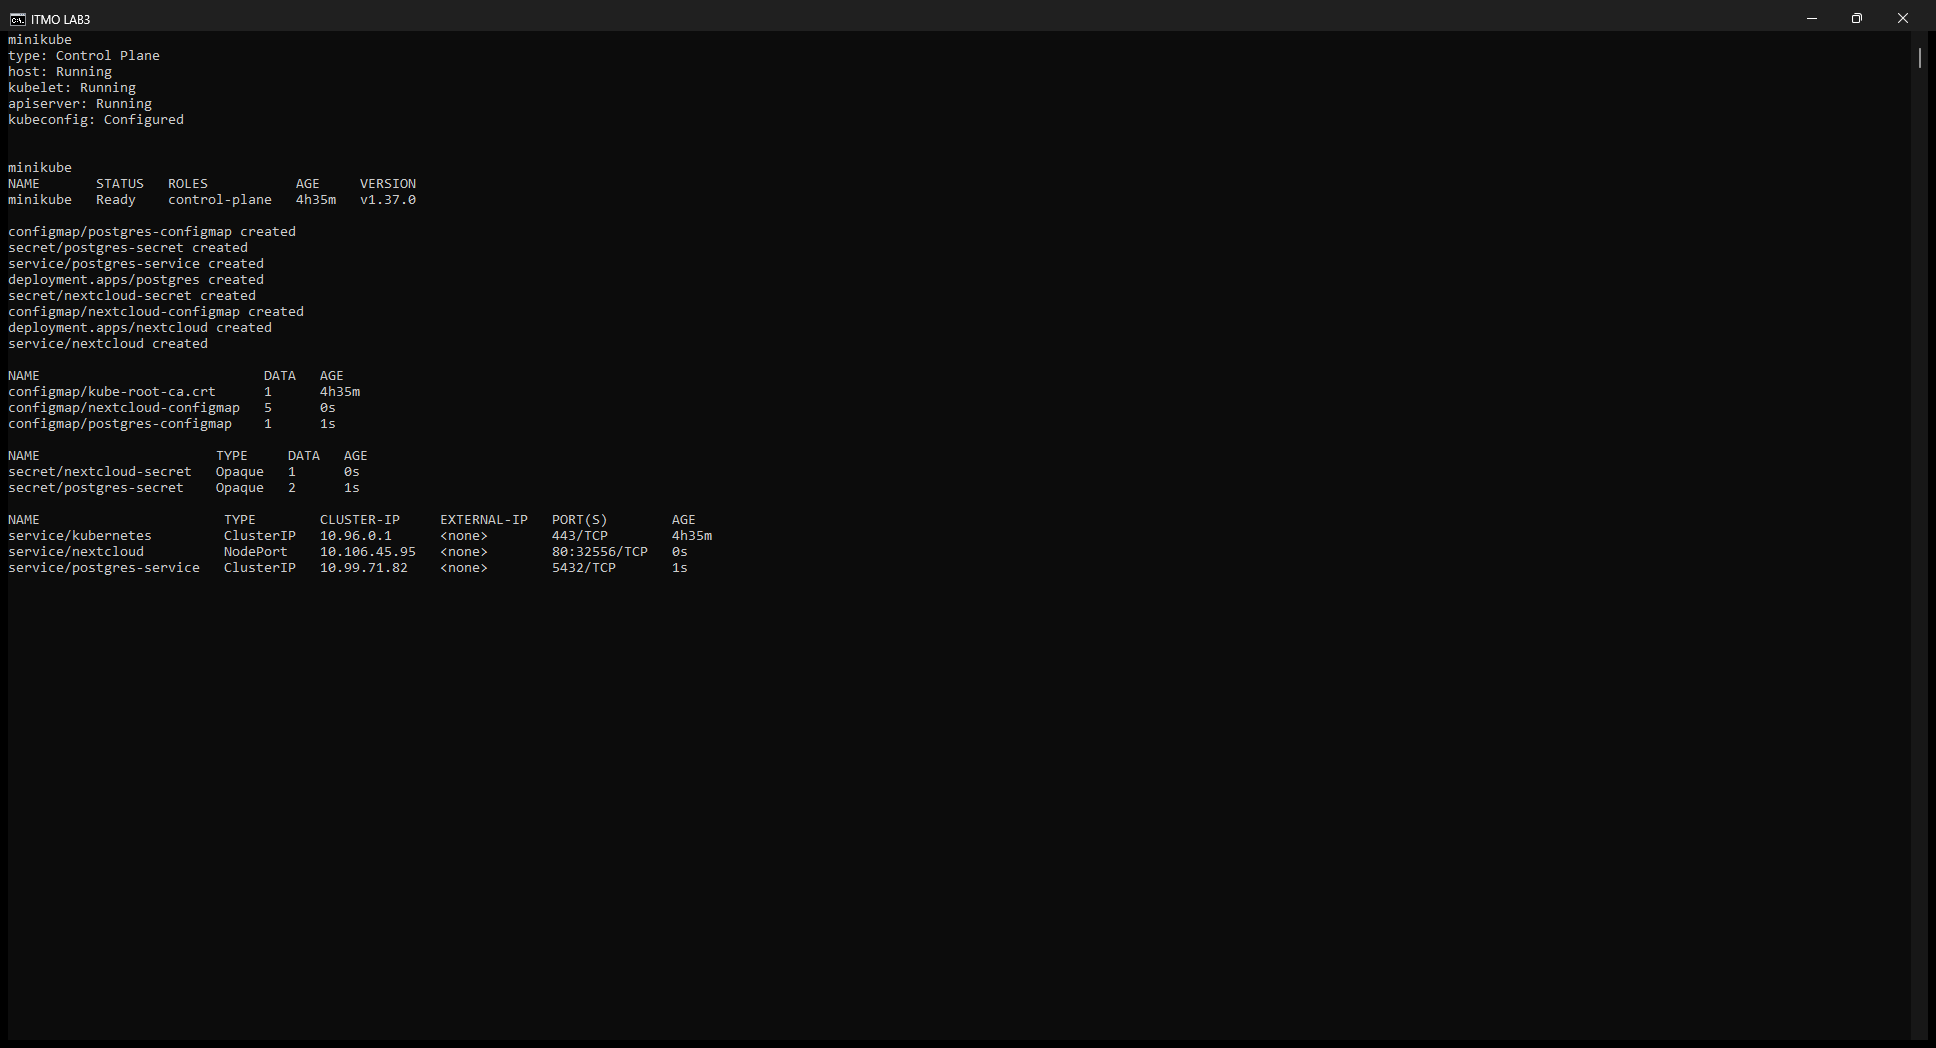 ITMO LAB3
minikube
type: Control Plane
host: Running
kubelet: Running
apiserver: Running
kubeconfig: Configured
minikube
NAME STATUS ROLES AGE VERSION
minikube Ready control-plane 4h35m v1.37.0
configmap/postgres-configmap created
secret/postgres-secret created
service/postgres-service created
deployment.apps/postgres created
secret/nextcloud-secret created
configmap/nextcloud-configmap created
deployment.apps/nextcloud created
service/nextcloud created
NAME DATA AGE
configmap/kube-root-ca.crt 1 4h35m
configmap/nextcloud-configmap 5 0s
configmap/postgres-configmap 1 1s
NAME TYPE DATA AGE
secret/nextcloud-secret Opaque 1 0s
secret/postgres-secret Opaque 2 1s
NAME TYPE CLUSTER-IP EXTERNAL-IP PORT(S) AGE
service/kubernetes ClusterIP 10.96.0.1 <none> 443/TCP 4h35m
service/nextcloud NodePort 10.106.45.95 <none> 80:32556/TCP 0s
service/postgres-service ClusterIP 10.99.71.82 <none> 5432/TCP 1s